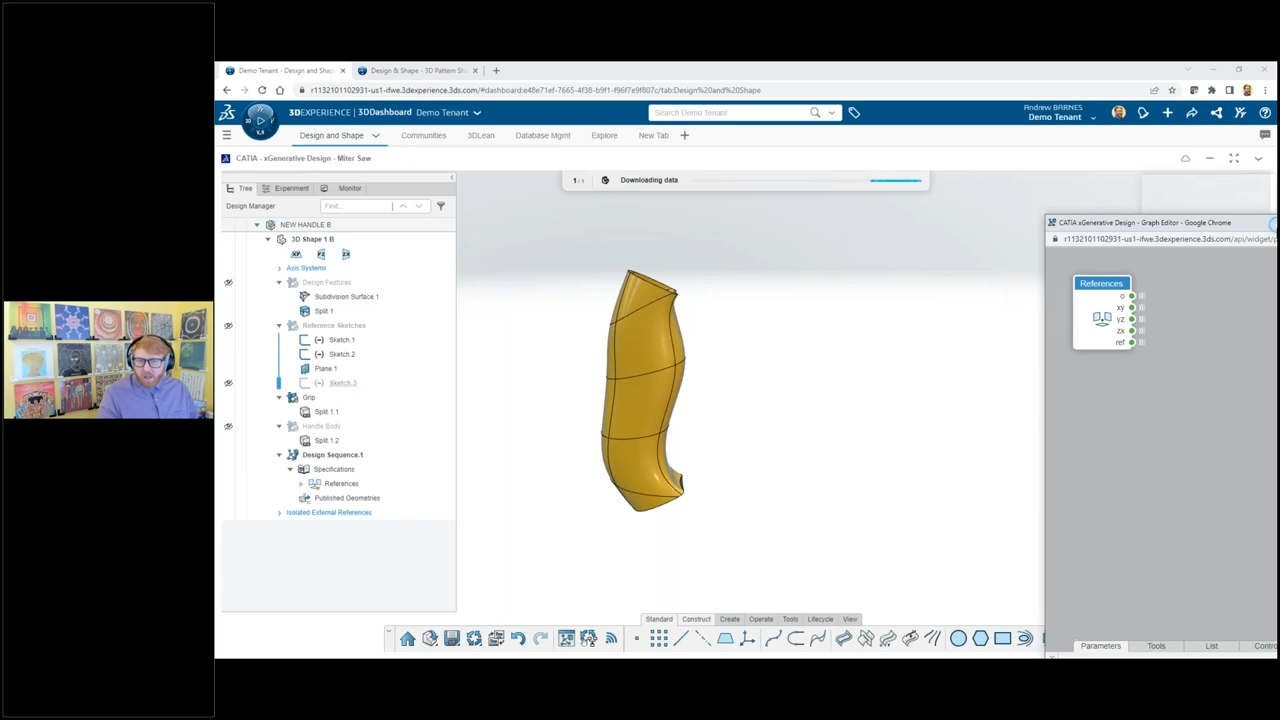 Demo Tenant - Design and Shap
Design & Shape - 3D Pattern Sha
r1132101102931-us1-ifwe.3dexperience.3ds.com/#dashboard:e48e71ef-7665-4f38-b9f1-f96f7e9f807c/tab:Design%20and%20Shape
3DEXPERIENCE | 3DDashboard Demo Tenant
Search Demo Tenant
Andrew BARNES
Demo Tenant
Design and Shape
Communities
3DLean
Database Mgmt
Explore
New Tab
CATIA - xGenerative Design - Miter Saw
Tree
Experiment
Monitor
1 / 1
Downloading data
Design Manager
Find..
NEW HANDLE B
3D Shape 1 B
Axis Systems
Design Features
Subdivision Surface.1
Split.1
Reference Sketches
Sketch.1
Sketch.2
Plane.1
Sketch.3
Grip
Split.1.1
Handle Body
Split.1.2
Design Sequence.1
Specifications
References
Published Geometries
Isolated External References
CATIA xGenerative Design - Graph Editor - Google Chrome
r1132101102931-us1-ifwe.3dexperience.3ds.com/api/widget/p
References
o
xy
yz
zx
ref
Standard
Construct
Create
Operate
Tools
Lifecycle
View
Parameters
Tools
List
Contro